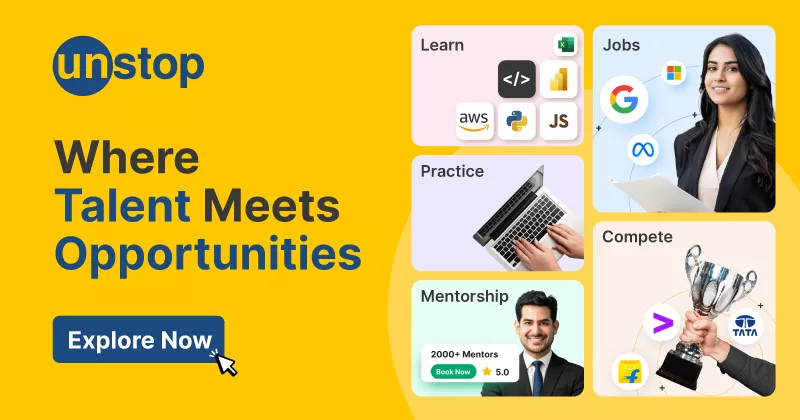 unstop
Where
Talent Meets
Opportunities
Explore Now
Learn
</>
aws
JS
Practice
Mentorship
2000+ Mentors
Book Now 5.0
Jobs
Compete
TATA